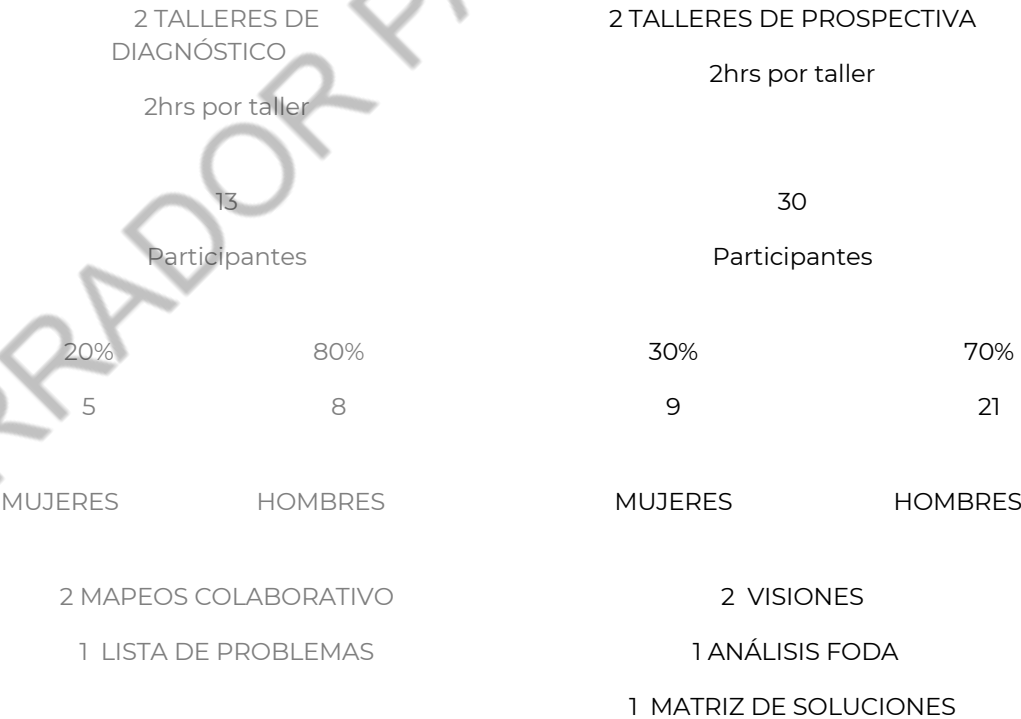 2 TALLERES DE
DIAGNÓSTICO
2hrs por taller
13
Participantes
20% 80%
5 8
MUJERES HOMBRES
2 MAPEOS COLABORATIVO
1 LISTA DE PROBLEMAS
2 TALLERES DE PROSPECTIVA
2hrs por taller
30
Participantes
30% 70%
9 21
MUJERES HOMBRES
2 VISIONES
1 ANÁLISIS FODA
1 MATRIZ DE SOLUCIONES